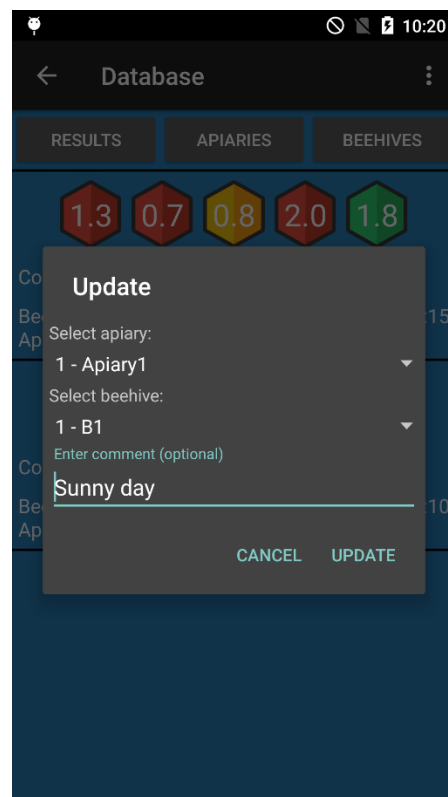 10:20
Database
RESULTS APIARIES BEEHIVES
1.3 0.7 0.8 2.0 1.8
Update
Select apiary:
1 - Apiary1
Select beehive:
1 - B1
Enter comment (optional)
Sunny day
CANCEL UPDATE